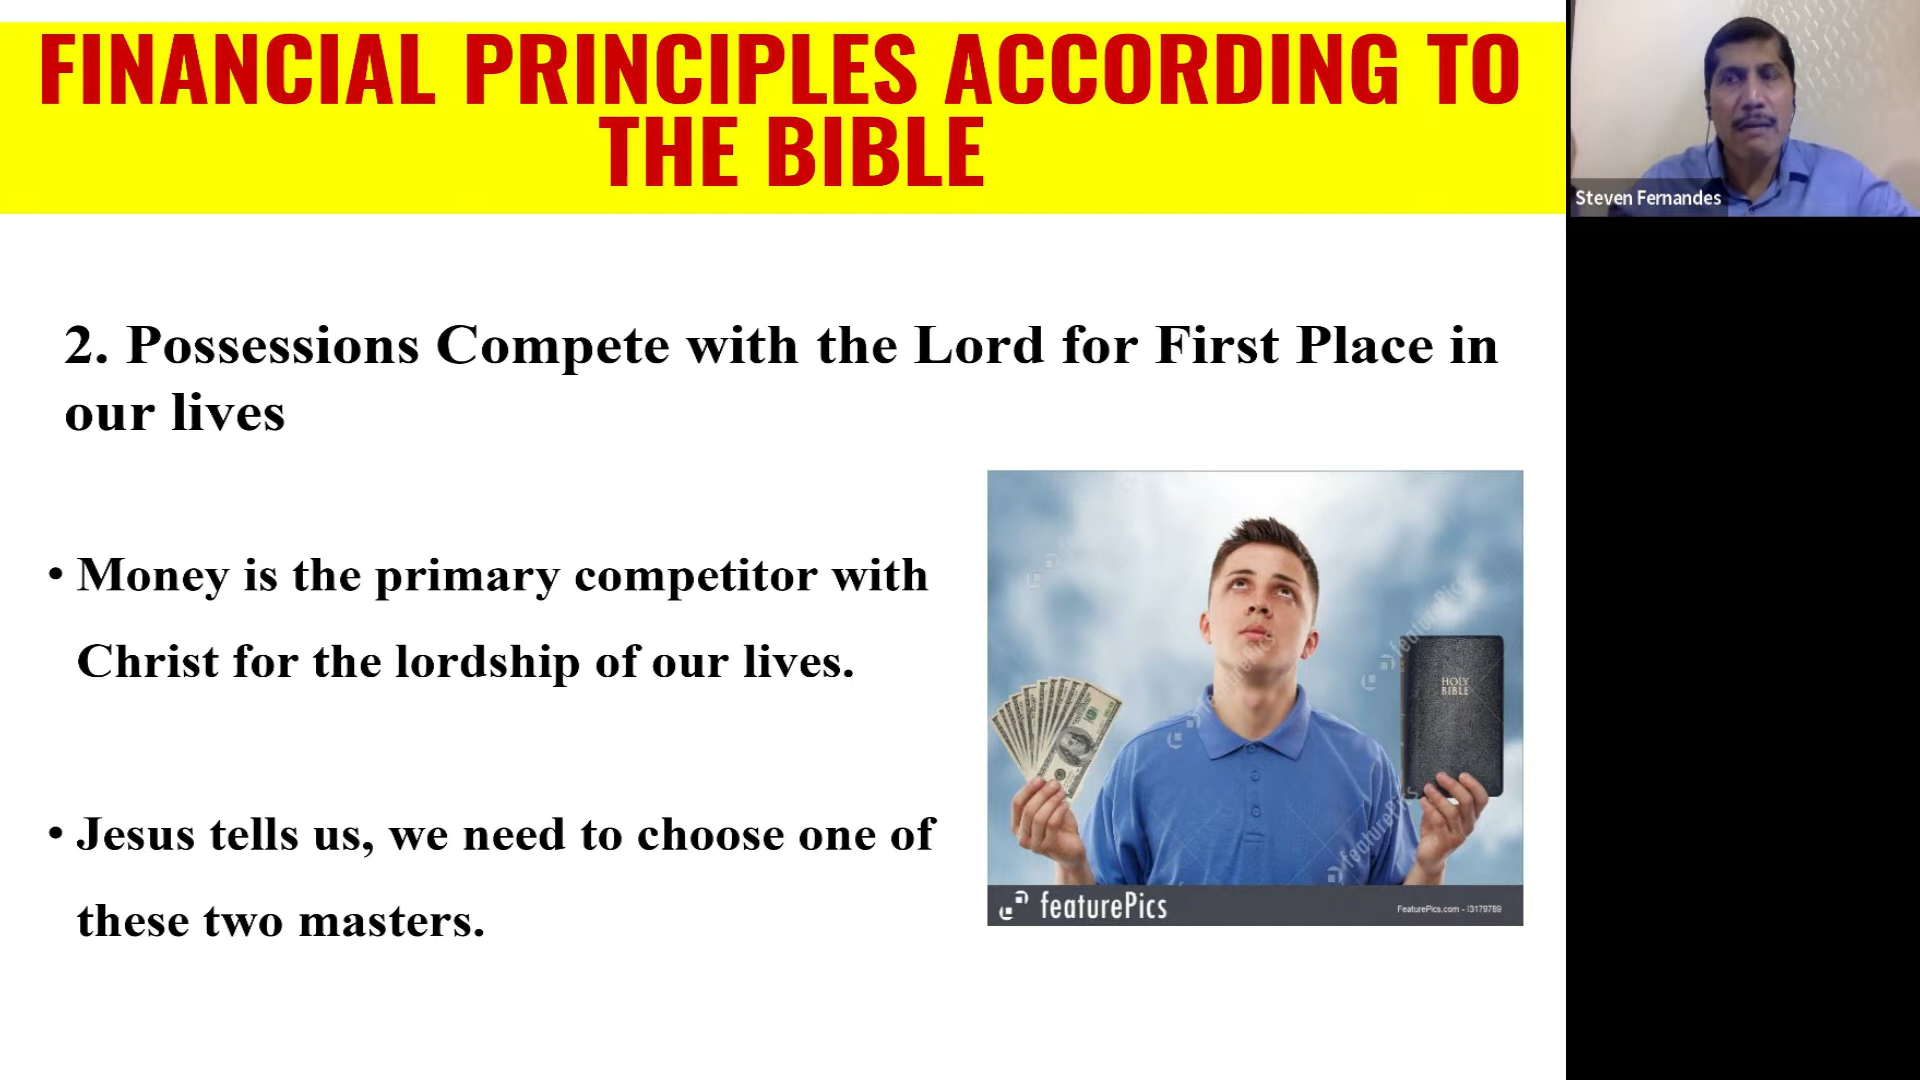 FINANCIAL PRINCIPLES ACCORDING TO
THE BIBLE
Steven Fernandes
2. Possessions Compete with the Lord for First Place in
our lives
• Money is the primary competitor with
Christ for the lordship of our lives.
• Jesus tells us, we need to choose one of
these two masters.
HOLY
BIBLE
featurePics
featurePics
featurePics
FeaturePics.com - I3179789